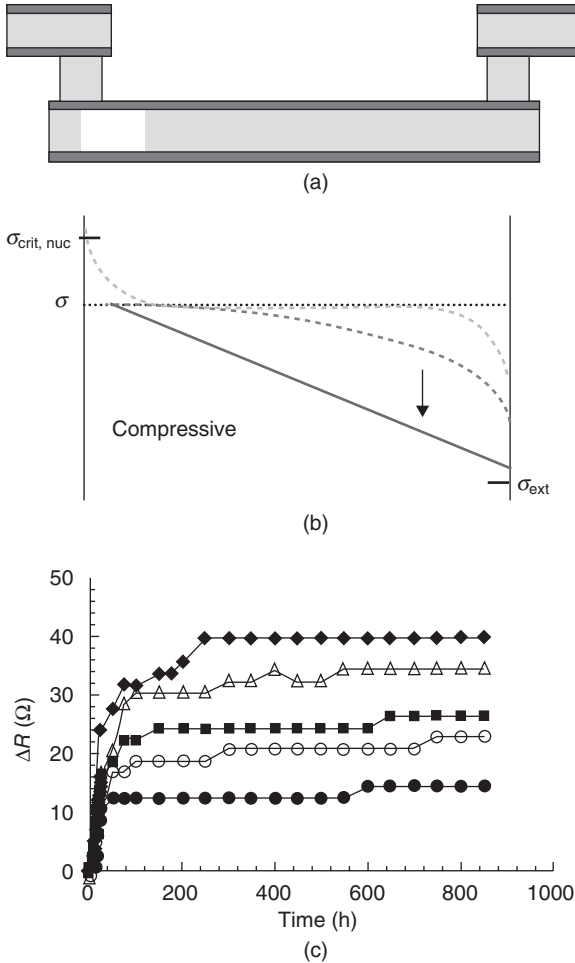 (a)
σcrit, nuc
σ
Compressive
σext
(b)
50
40
30
20
10
0
ΔR (Ω)
0 200 400 600 800 1000
Time (h)
(c)